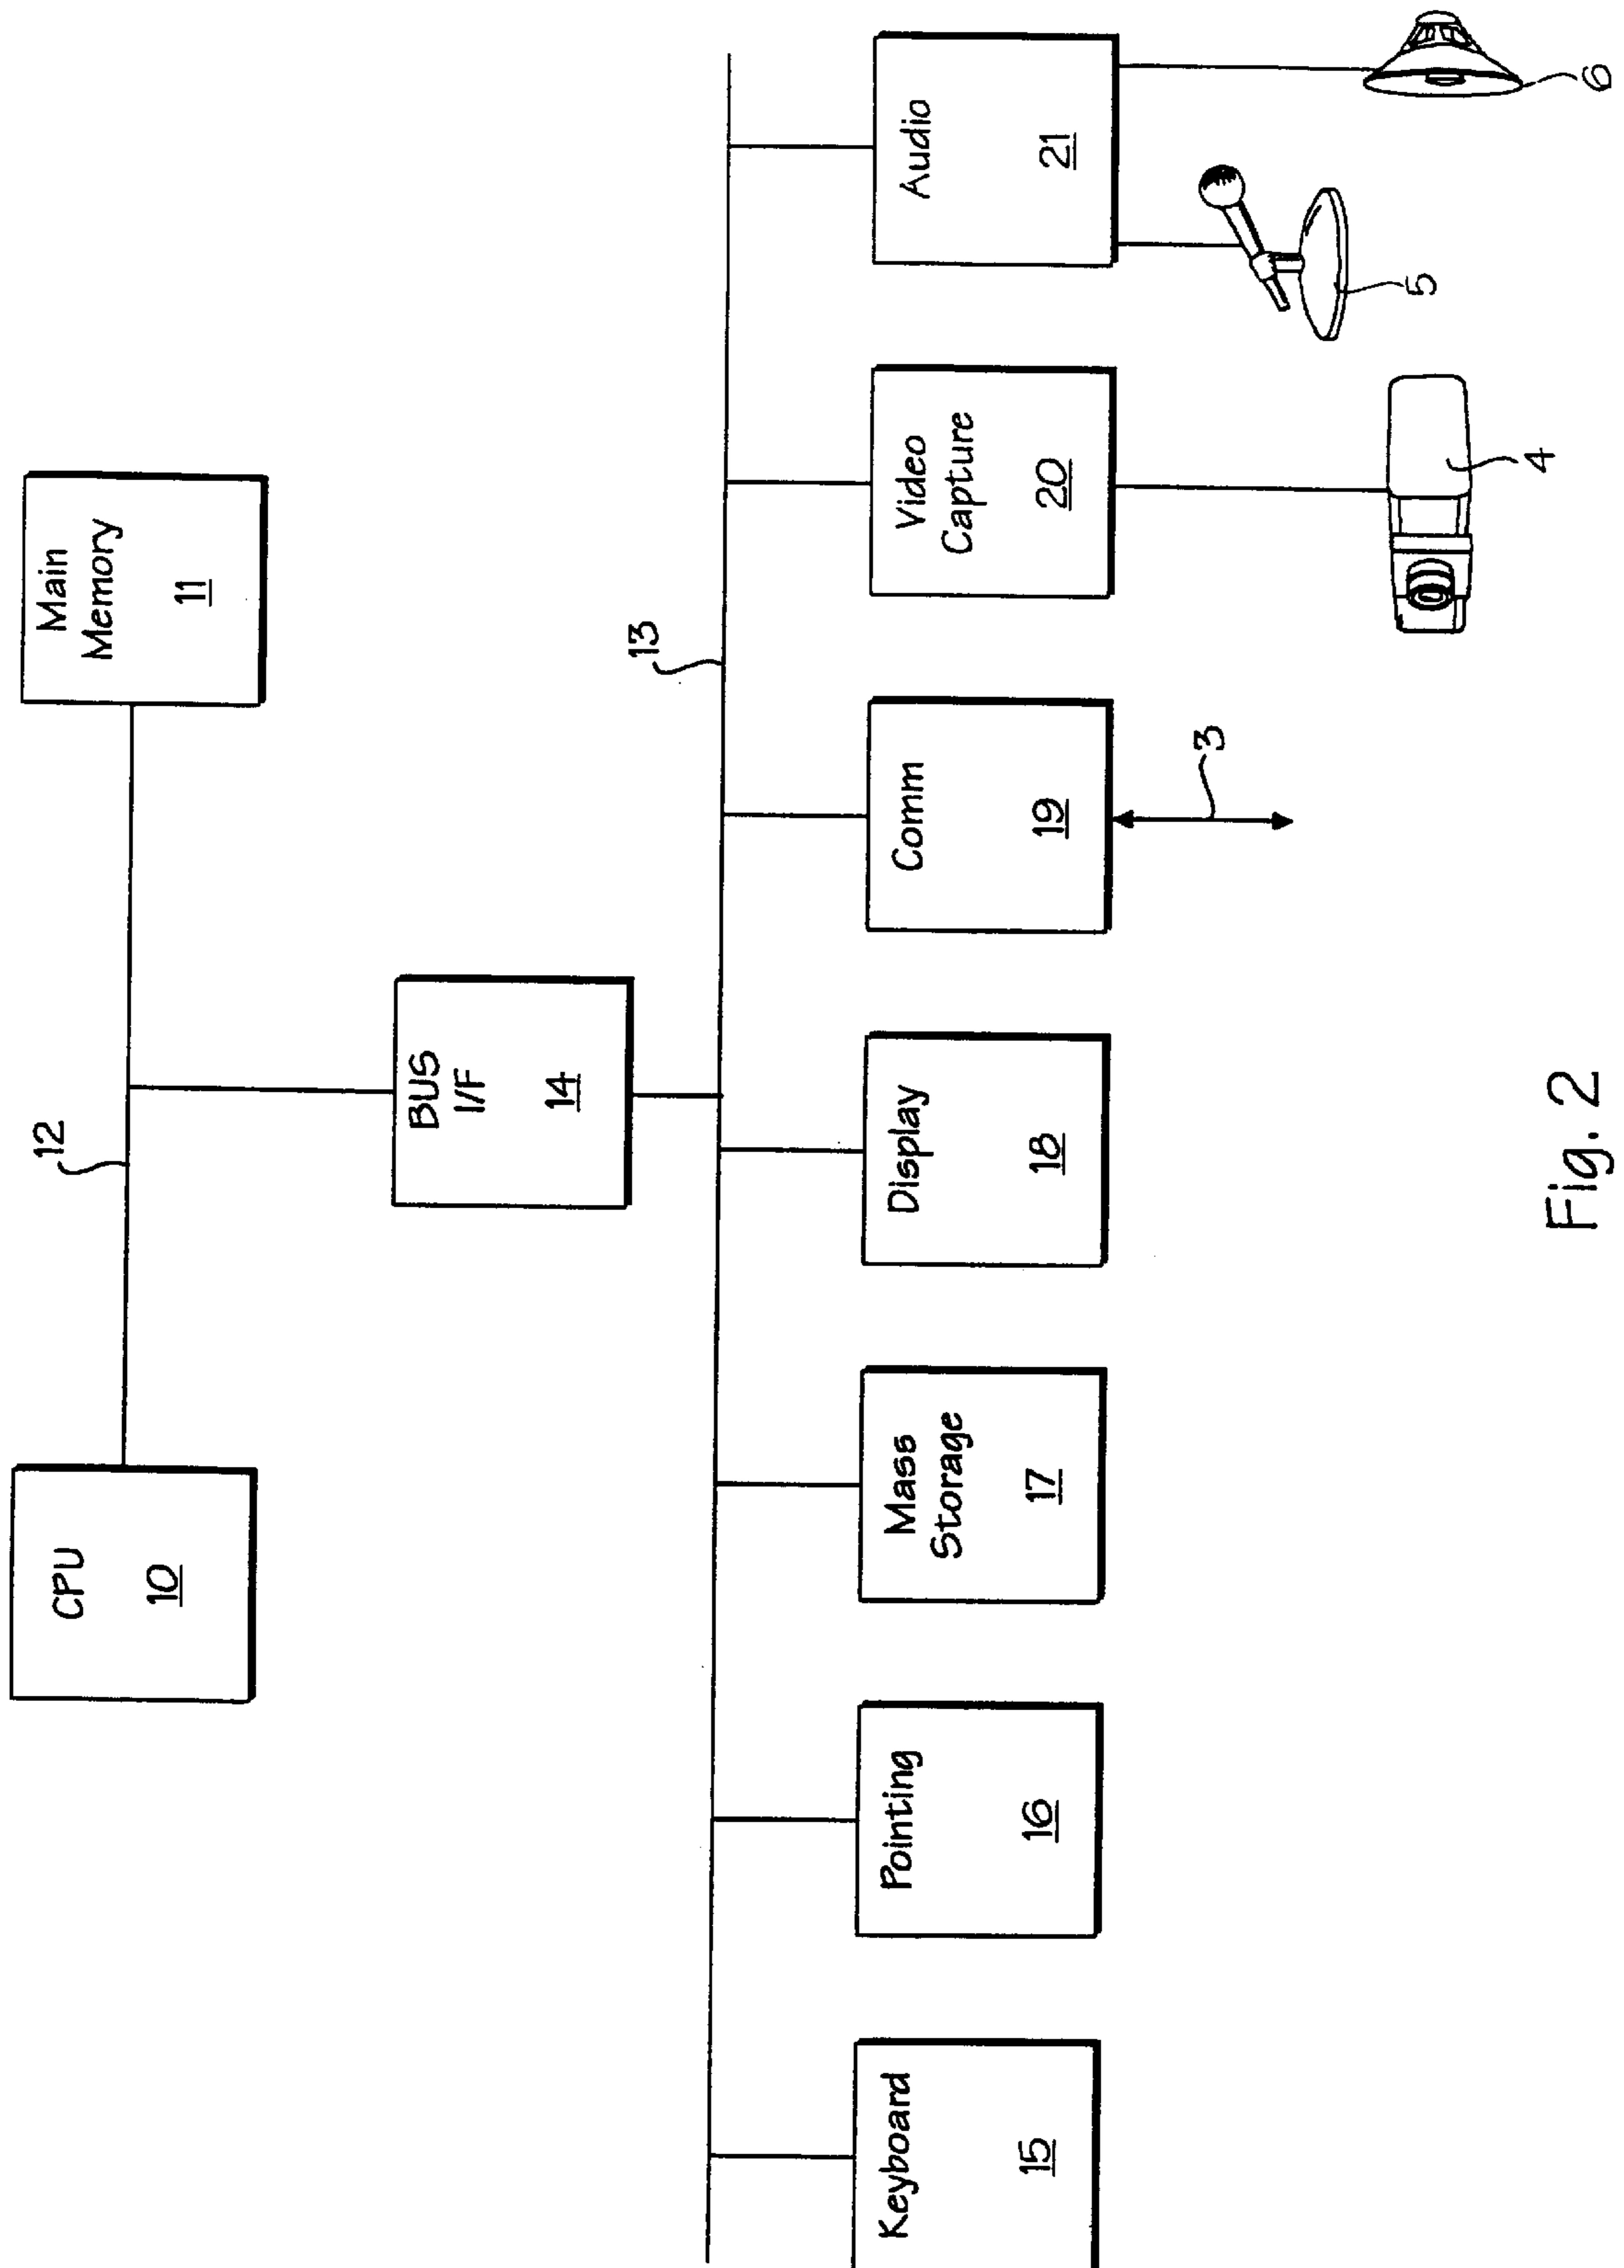 CPU
10
12
Main
Memory
11
BUS
I/F
14
13
Keyboard
15
Pointing
16
Mass
Storage
17
Display
18
Comm
19
3
Video
Capture
20
4
Audio
21
5
6
Fig. 2